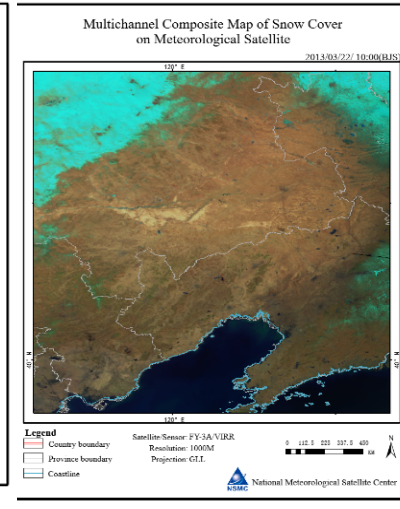 Multichannel Composite Map of Snow Cover
on Meteorological Satellite
2013/03/22/ 10:00(BJS)
120° E
40° N
40° N
120° E
Legend
Country boundary
Province boundary
Coastline
Satellite/Sensor: FY-3A/VIRR
Resolution: 1000M
Projection: GLL
0 112.5 225 337.5 450
KM
N
NSMC
National Meteorological Satellite Center